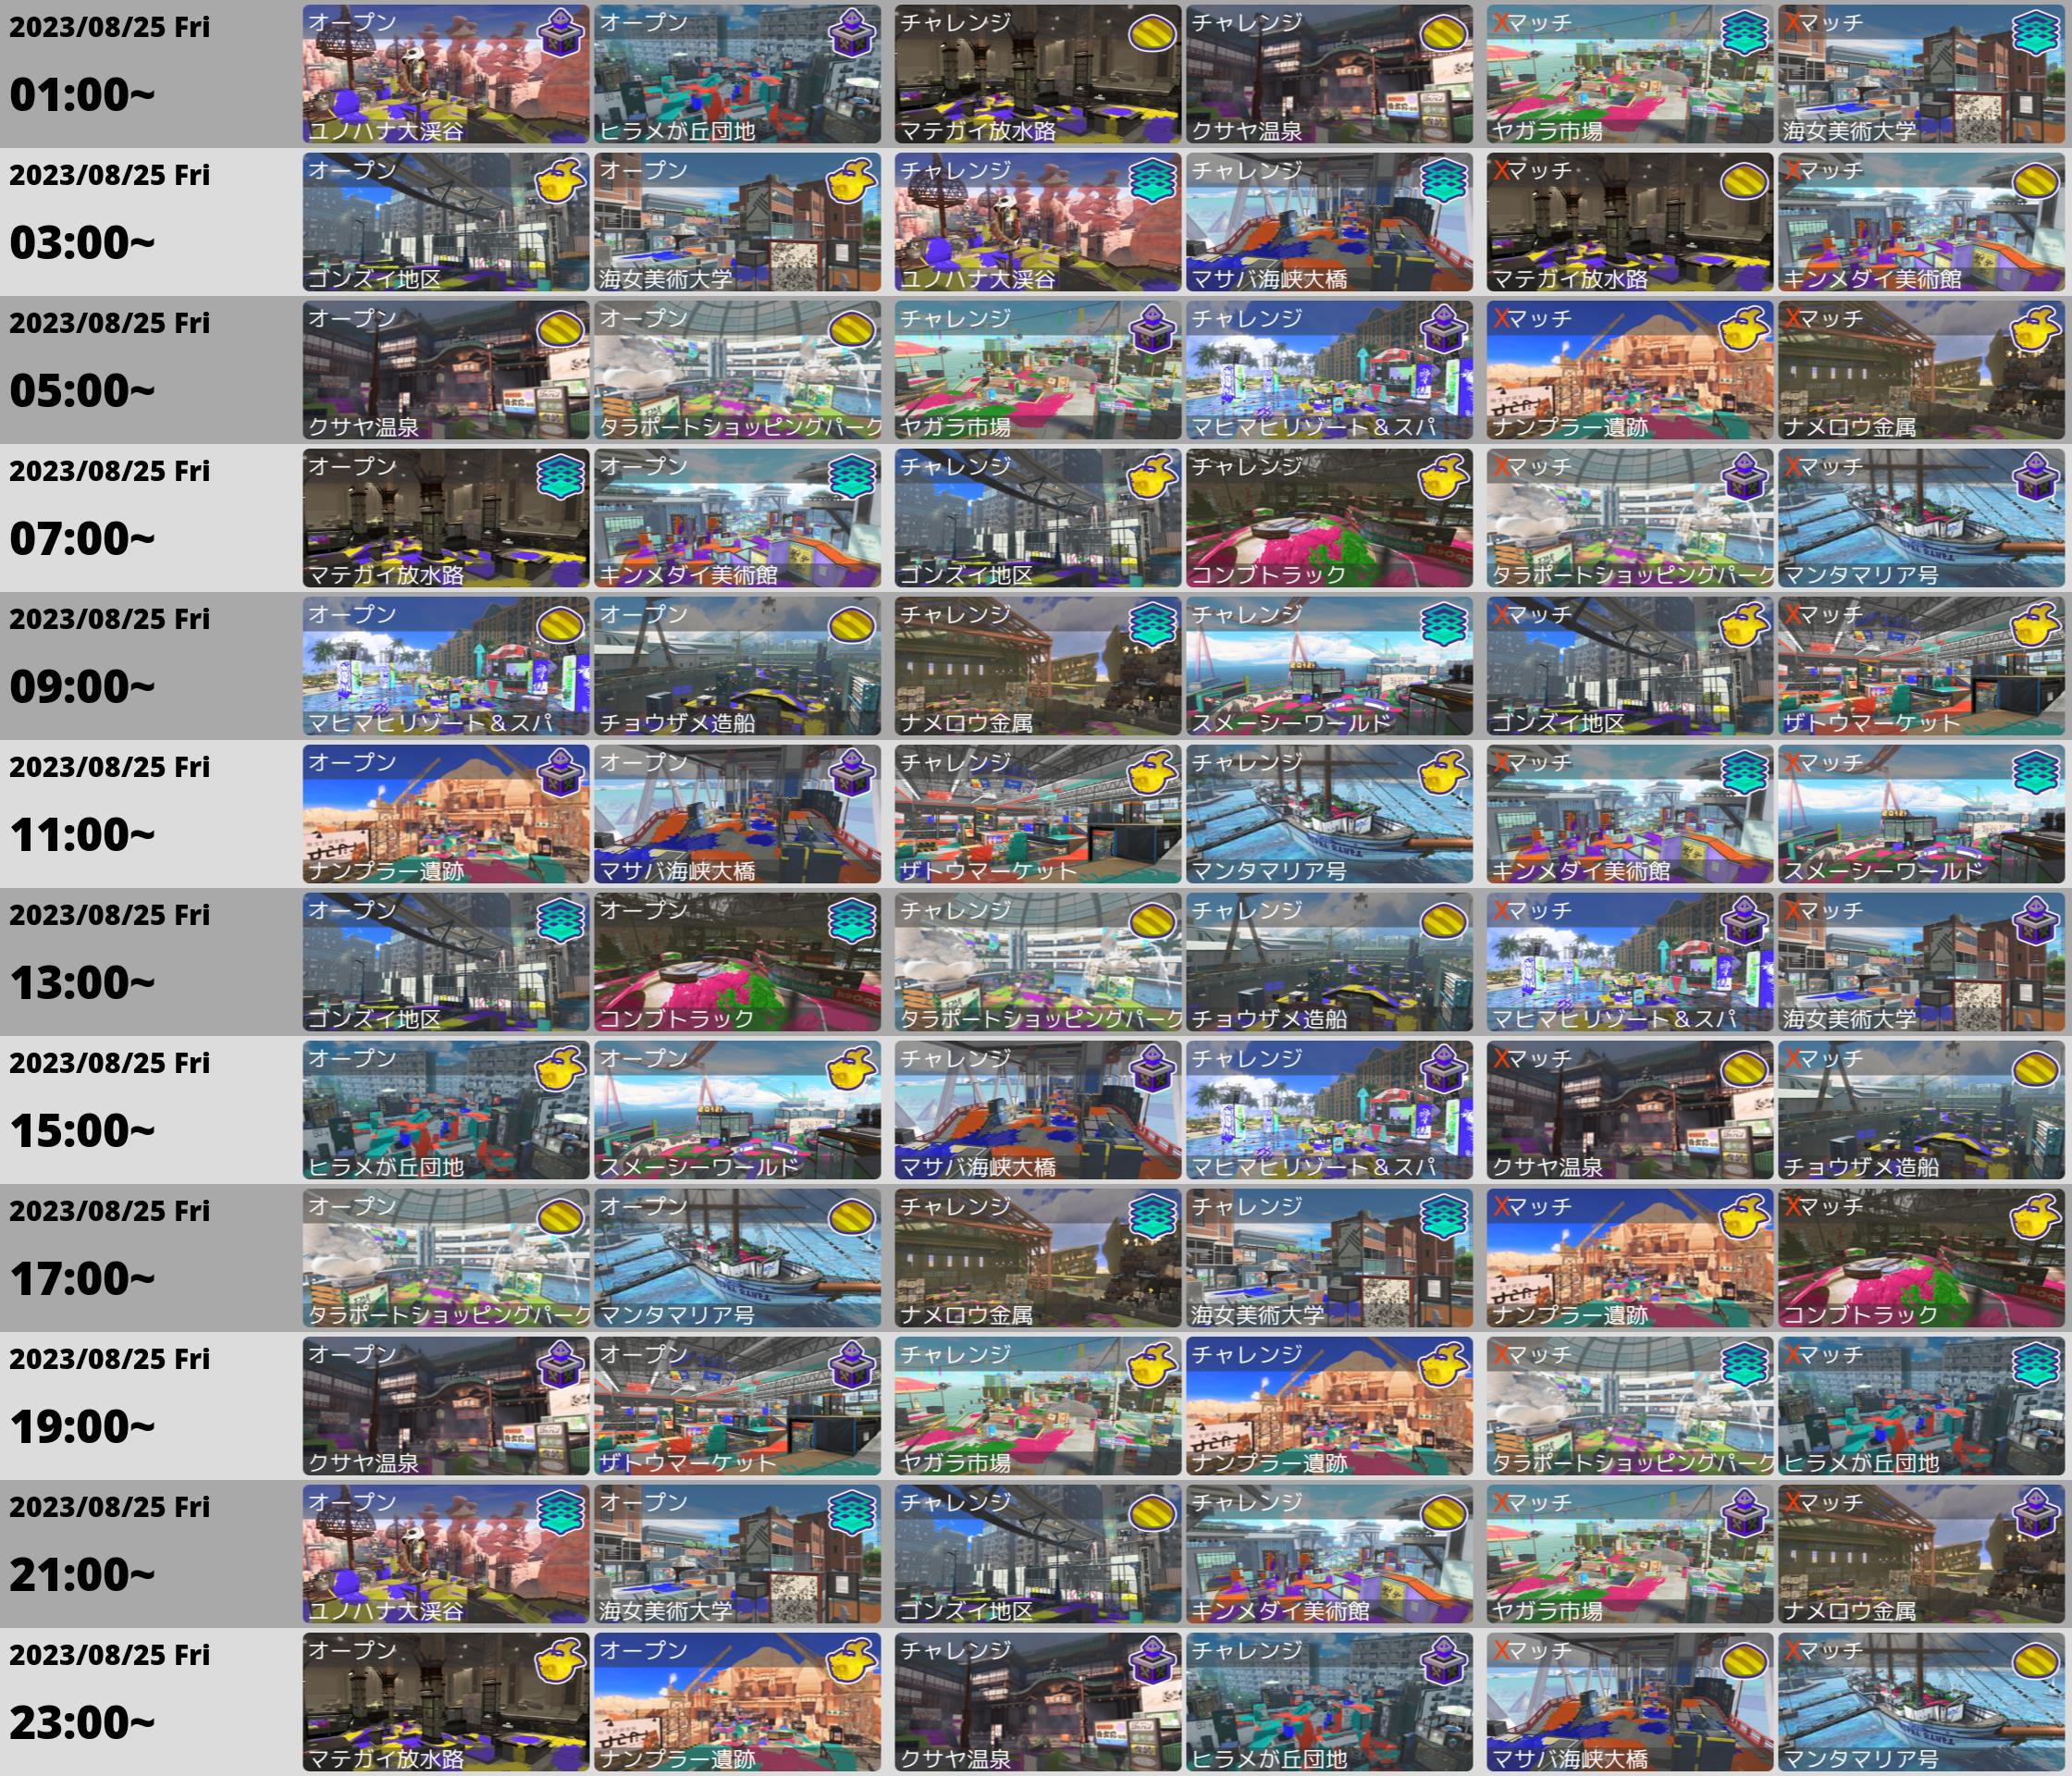 2023/08/25 Fri
01:00~
オープン
ユノハナ大渓谷
オープン
ヒラメが丘団地
チャレンジ
マテガイ放水路
チャレンジ
クサヤ温泉
Xマッチ
ヤガラ市場
Xマッチ
海女美術大学
2023/08/25 Fri
03:00~
オープン
ゴンズイ地区
オープン
海女美術大学
チャレンジ
ユノハナ大渓谷
チャレンジ
マサバ海峡大橋
Xマッチ
マテガイ放水路
Xマッチ
キンメダイ美術館
2023/08/25 Fri
05:00~
オープン
クサヤ温泉
オープン
タラポートショッピングパーク
チャレンジ
ヤガラ市場
チャレンジ
マヒマヒリゾート＆スパ
Xマッチ
ナンプラー遺跡
Xマッチ
ナメロウ金属
2023/08/25 Fri
07:00~
オープン
マテガイ放水路
オープン
キンメダイ美術館
チャレンジ
ゴンズイ地区
チャレンジ
コンブトラック
Xマッチ
タラポートショッピングパーク
Xマッチ
マンタマリア号
2023/08/25 Fri
09:00~
オープン
マヒマヒリゾート＆スパ
オープン
チョウザメ造船
チャレンジ
ナメロウ金属
チャレンジ
スメーシーワールド
Xマッチ
ゴンズイ地区
Xマッチ
ザトウマーケット
2023/08/25 Fri
11:00~
オープン
ナンプラー遺跡
オープン
マサバ海峡大橋
チャレンジ
ザトウマーケット
チャレンジ
マンタマリア号
Xマッチ
キンメダイ美術館
Xマッチ
スメーシーワールド
2023/08/25 Fri
13:00~
オープン
ゴンズイ地区
オープン
コンブトラック
チャレンジ
タラポートショッピングパーク
チャレンジ
チョウザメ造船
Xマッチ
マヒマヒリゾート＆スパ
Xマッチ
海女美術大学
2023/08/25 Fri
15:00~
オープン
ヒラメが丘団地
オープン
スメーシーワールド
チャレンジ
マサバ海峡大橋
チャレンジ
マヒマヒリゾート＆スパ
Xマッチ
クサヤ温泉
Xマッチ
チョウザメ造船
2023/08/25 Fri
17:00~
オープン
タラポートショッピングパーク
オープン
マンタマリア号
チャレンジ
ナメロウ金属
チャレンジ
海女美術大学
Xマッチ
ナンプラー遺跡
Xマッチ
コンブトラック
2023/08/25 Fri
19:00~
オープン
クサヤ温泉
オープン
ザトウマーケット
チャレンジ
ヤガラ市場
チャレンジ
ナンプラー遺跡
Xマッチ
タラポートショッピングパーク
Xマッチ
ヒラメが丘団地
2023/08/25 Fri
21:00~
オープン
ユノハナ大渓谷
オープン
海女美術大学
チャレンジ
ゴンズイ地区
チャレンジ
キンメダイ美術館
Xマッチ
ヤガラ市場
Xマッチ
ナメロウ金属
2023/08/25 Fri
23:00~
オープン
マテガイ放水路
オープン
ナンプラー遺跡
チャレンジ
クサヤ温泉
チャレンジ
ヒラメが丘団地
Xマッチ
マサバ海峡大橋
Xマッチ
マンタマリア号